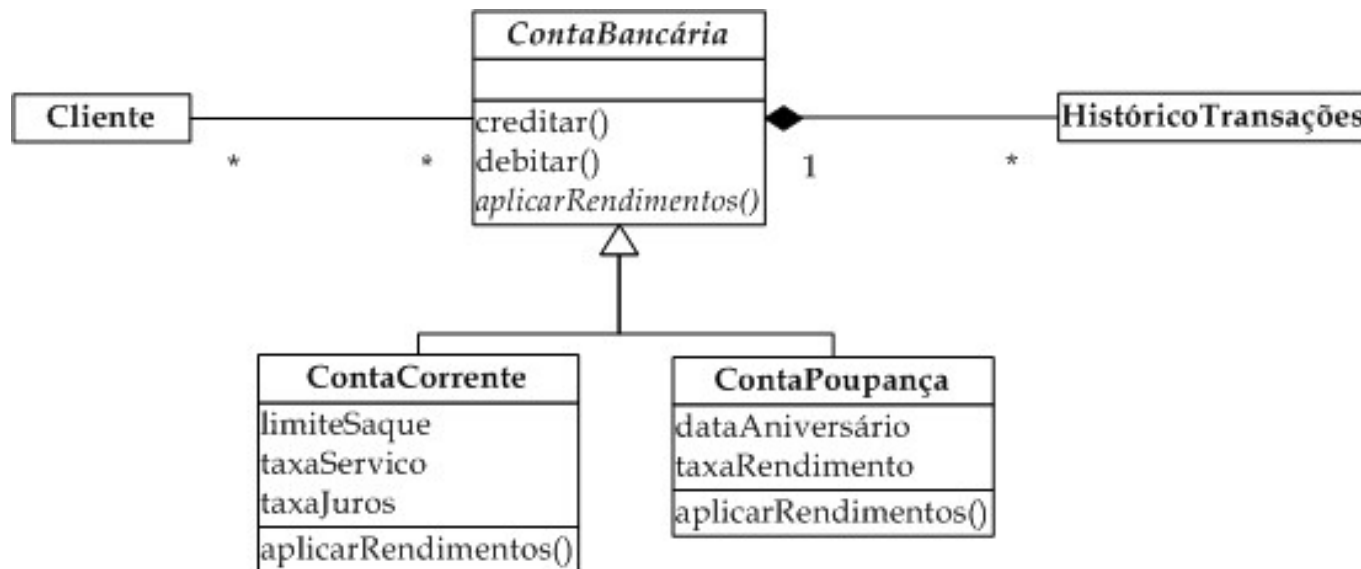 ContaBancária
Cliente
HistóricoTransações
creditar()
debitar()
aplicarRendimentos()
*
*
1
*
ContaCorrente
limiteSaque
taxaServico
taxaJuros
aplicarRendimentos()
ContaPoupança
dataAniversário
taxaRendimento
aplicarRendimentos()